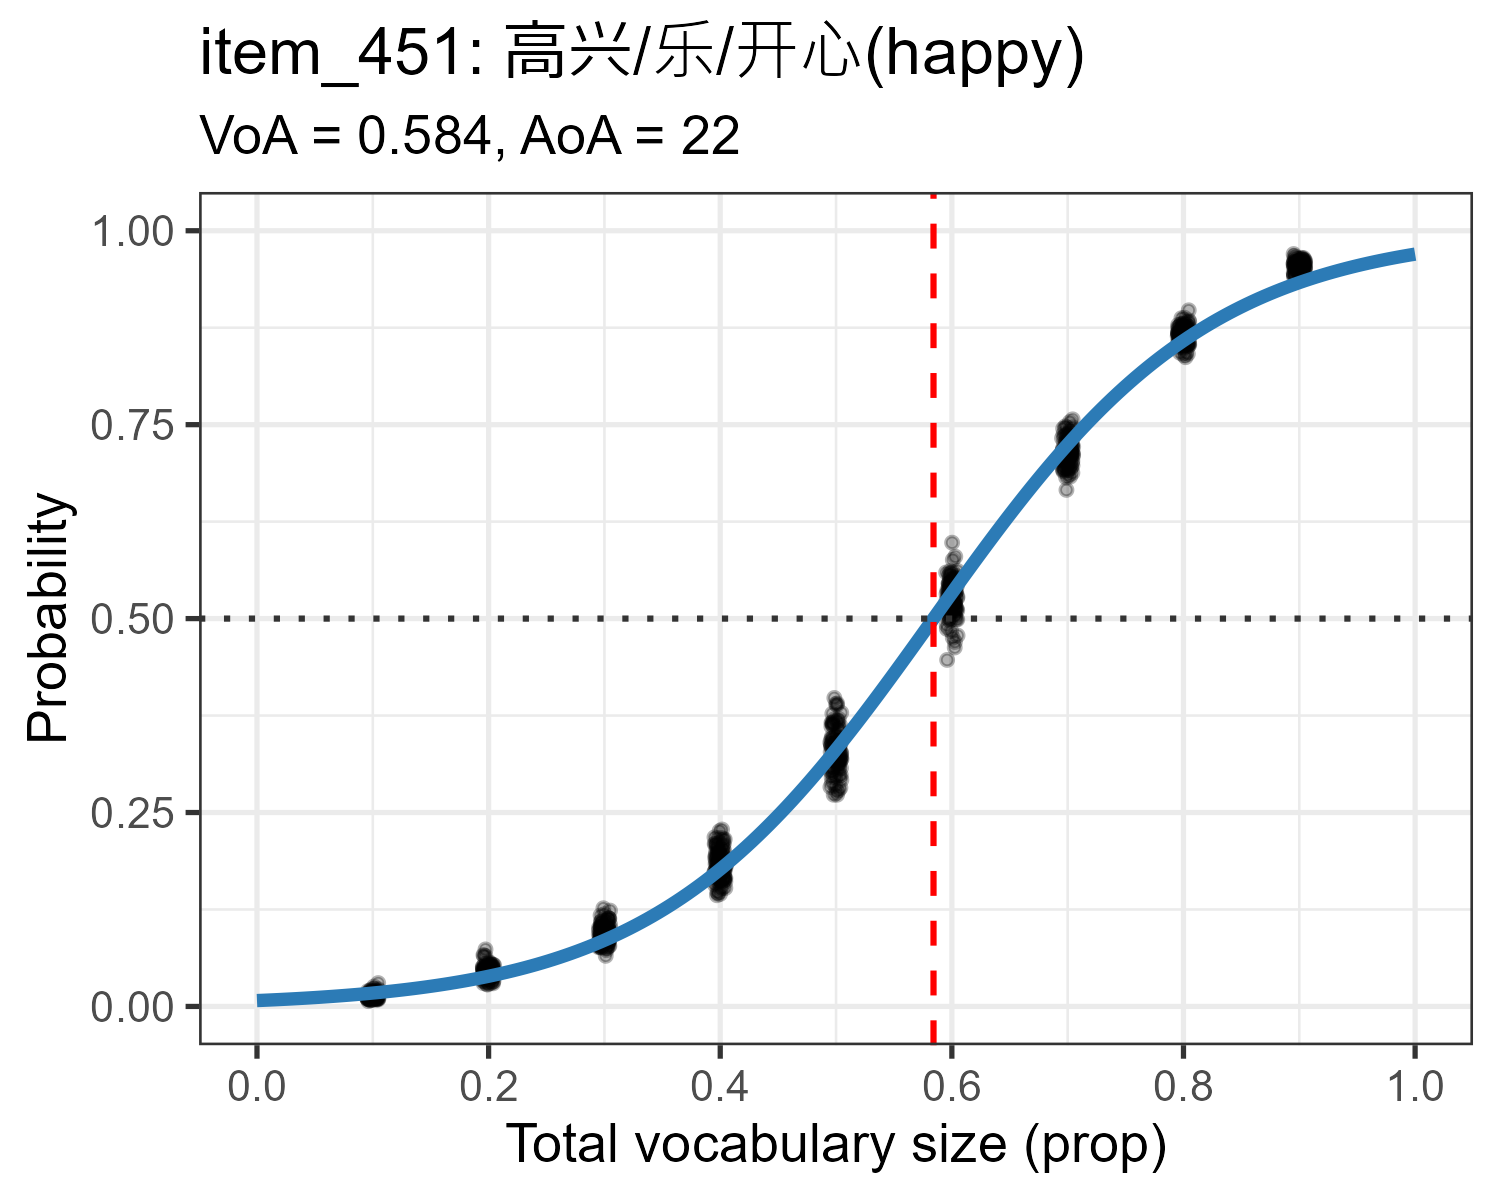 item_451: 高兴/乐/开心(happy)
VoA = 0.584, AoA = 22
1.00
0.75
0.50
0.25
0.00
Probability
0.0 0.2 0.4 0.6 0.8 1.0
Total vocabulary size (prop)